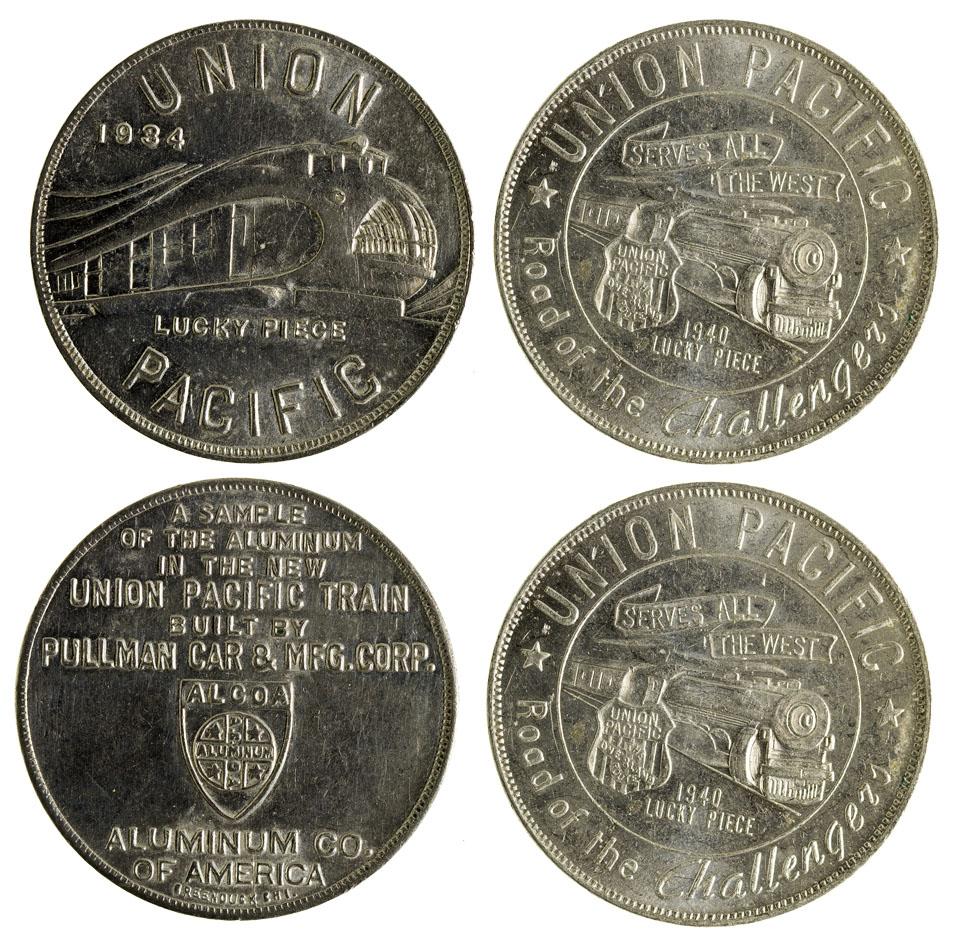 UNION
1934
LUCKY PIECE
PACIFIC
UNION PACIFIC
SERVES ALL
THE WEST
UNION
PACIFIC
1940
LUCKY PIECE
Road of the Challengers
A SAMPLE
OF THE ALUMINUM
IN THE NEW
UNION PACIFIC TRAIN
BUILT BY
PULLMAN CAR & MFG. CORP.
ALCOA
ALUMINUM
ALUMINUM CO.
OF AMERICA
GREENDUCK CHI.
UNION PACIFIC
SERVES ALL
THE WEST
UNION
PACIFIC
1940
LUCKY PIECE
Road of the Challengers